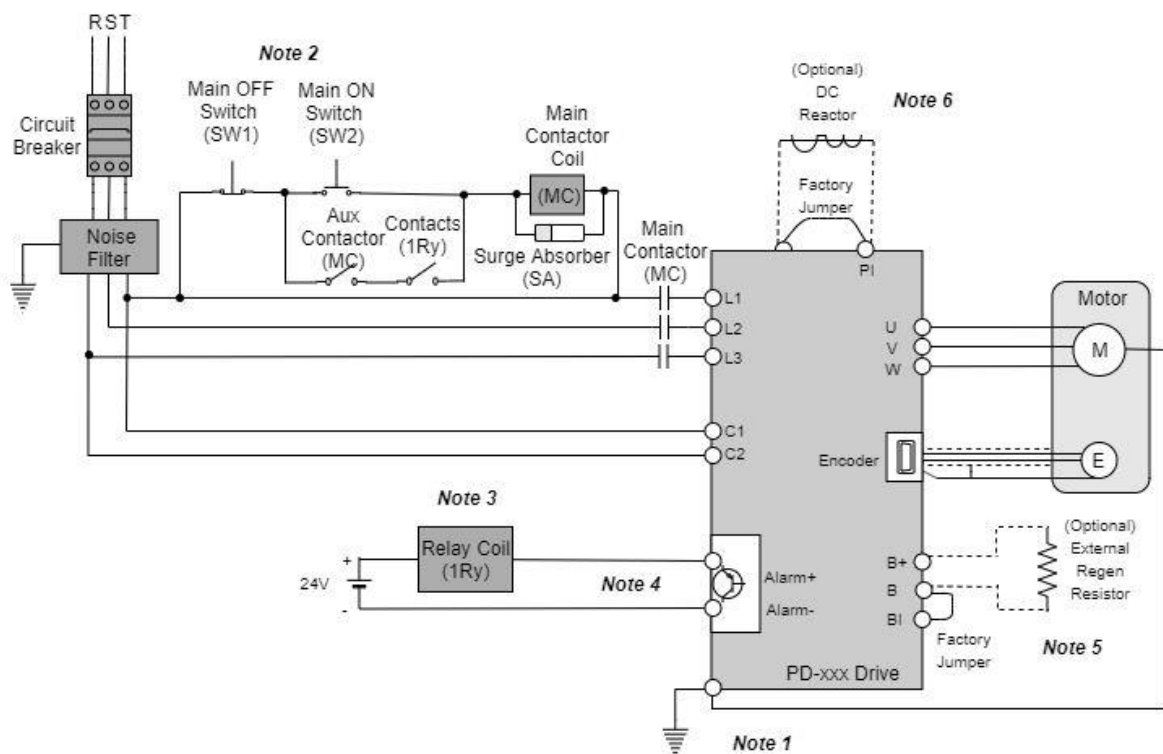 R S T
Note 2
Main OFF
Switch
(SW1)
Main ON
Switch
(SW2)
Main
Contactor
Coil
(MC)
(Optional)
DC
Reactor
Note 6
Circuit
Breaker
Factory
Jumper
Aux
Contactor
(MC)
Contacts
(1Ry)
Surge Absorber
(SA)
Main
Contactor
(MC)
Noise
Filter
PI
L1
L2
L3
U
V
W
Motor
M
C1
C2
Encoder
E
Note 3
Relay Coil
(1Ry)
+
24V
-
Note 4
Alarm+
Alarm-
B+
B
BI
(Optional)
External
Regen
Resistor
Factory
Jumper
Note 5
PD-xxx Drive
Note 1